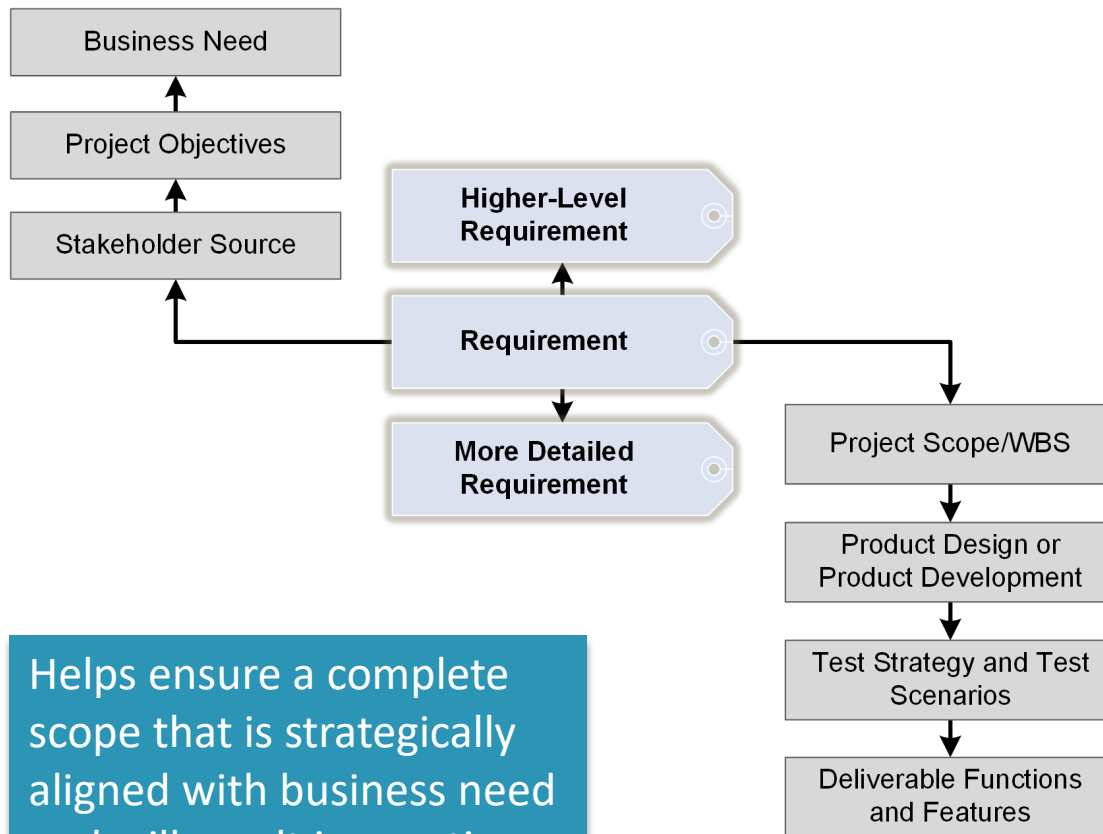 Business Need
Project Objectives
Stakeholder Source
Higher-Level
Requirement
Requirement
More Detailed
Requirement
Project Scope/WBS
Product Design or
Product Development
Test Strategy and Test
Scenarios
Deliverable Functions
and Features
Helps ensure a complete
scope that is strategically
aligned with business need